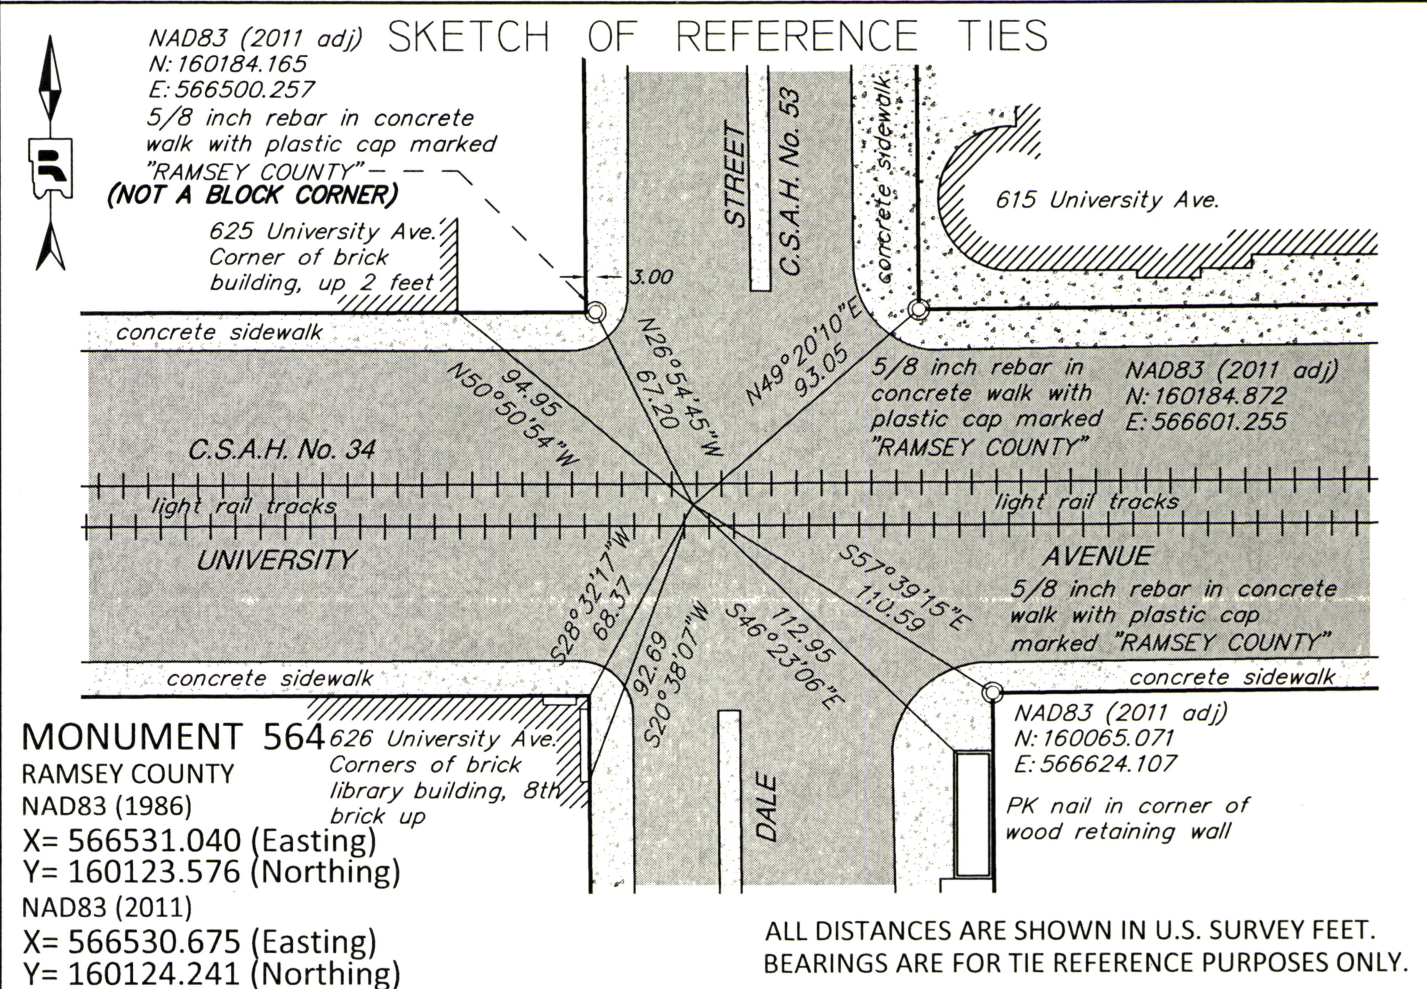 SKETCH OF REFERENCE TIES
NAD83 (2011 adj)
N: 160184.165
E: 566500.257
5/8 inch rebar in concrete
walk with plastic cap marked
"RAMSEY COUNTY"
(NOT A BLOCK CORNER)
625 University Ave.
Corner of brick
building, up 2 feet
3.00
STREET
C.S.A.H. No. 53
concrete sidewalk
615 University Ave.
concrete sidewalk
94.95
N50°50'54"W
N26°54'45"W
67.20
N49°20'10"E
93.05
5/8 inch rebar in
concrete walk with
plastic cap marked
"RAMSEY COUNTY"
NAD83 (2011 adj)
N: 160184.872
E: 566601.255
C.S.A.H. No. 34
light rail tracks
light rail tracks
UNIVERSITY
AVENUE
S28°32'17"W
68.37
92.69
S20°38'07"W
S57°39'15"E
110.59
112.95
S46°23'06"E
5/8 inch rebar in concrete
walk with plastic cap
marked "RAMSEY COUNTY"
concrete sidewalk
concrete sidewalk
NAD83 (2011 adj)
N: 160065.071
E: 566624.107
PK nail in corner of
wood retaining wall
DALE
626 University Ave.
Corners of brick
library building, 8th
brick up
MONUMENT 564
RAMSEY COUNTY
NAD83 (1986)
X= 566531.040 (Easting)
Y= 160123.576 (Northing)
NAD83 (2011)
X= 566530.675 (Easting)
Y= 160124.241 (Northing)
ALL DISTANCES ARE SHOWN IN U.S. SURVEY FEET.
BEARINGS ARE FOR TIE REFERENCE PURPOSES ONLY.